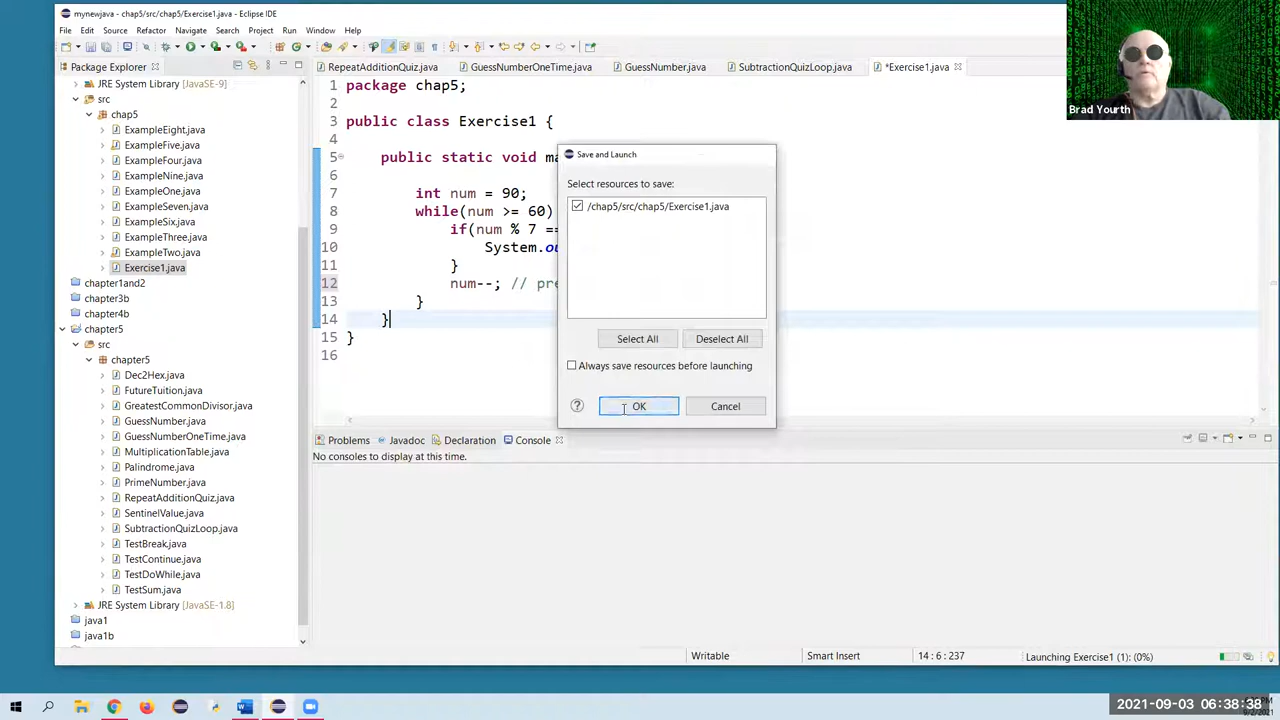 mynewjava - chap5/src/chap5/Exercise1.java - Eclipse IDE
File Edit Source Refactor Navigate Search Project Run Window Help
Package Explorer
RepeatAdditionQuiz.java GuessNumberOneTime.java GuessNumber.java SubtractionQuizLoop.java *Exercise1.java
JRE System Library [JavaSE-9]
src
chap5
ExampleEight.java
ExampleFive.java
ExampleFour.java
ExampleNine.java
ExampleOne.java
ExampleSeven.java
ExampleSix.java
ExampleThree.java
ExampleTwo.java
Exercise1.java
chapter1and2
chapter3b
chapter4b
chapter5
src
chapter5
Dec2Hex.java
FutureTuition.java
GreatestCommonDivisor.java
GuessNumber.java
GuessNumberOneTime.java
MultiplicationTable.java
Palindrome.java
PrimeNumber.java
RepeatAdditionQuiz.java
SentinelValue.java
SubtractionQuizLoop.java
TestBreak.java
TestContinue.java
TestDoWhile.java
TestSum.java
JRE System Library [JavaSE-1.8]
java1
java1b
1 package chap5;
2
3 public class Exercise1 {
4
5 public static void ma
6
7 int num = 90;
8 while(num >= 60)
9 if(num % 7 ==
10 System.ou
11 }
12 num--; // pre
13 }
14 }
15 }
16
Save and Launch
Select resources to save:
/chap5/src/chap5/Exercise1.java
Select All Deselect All
Always save resources before launching
OK Cancel
Problems Javadoc Declaration Console
No consoles to display at this time.
Writable Smart Insert 14 : 6 : 237 Launching Exercise1 (1): (0%)
Brad Yourth
2021-09-03 06:38:38